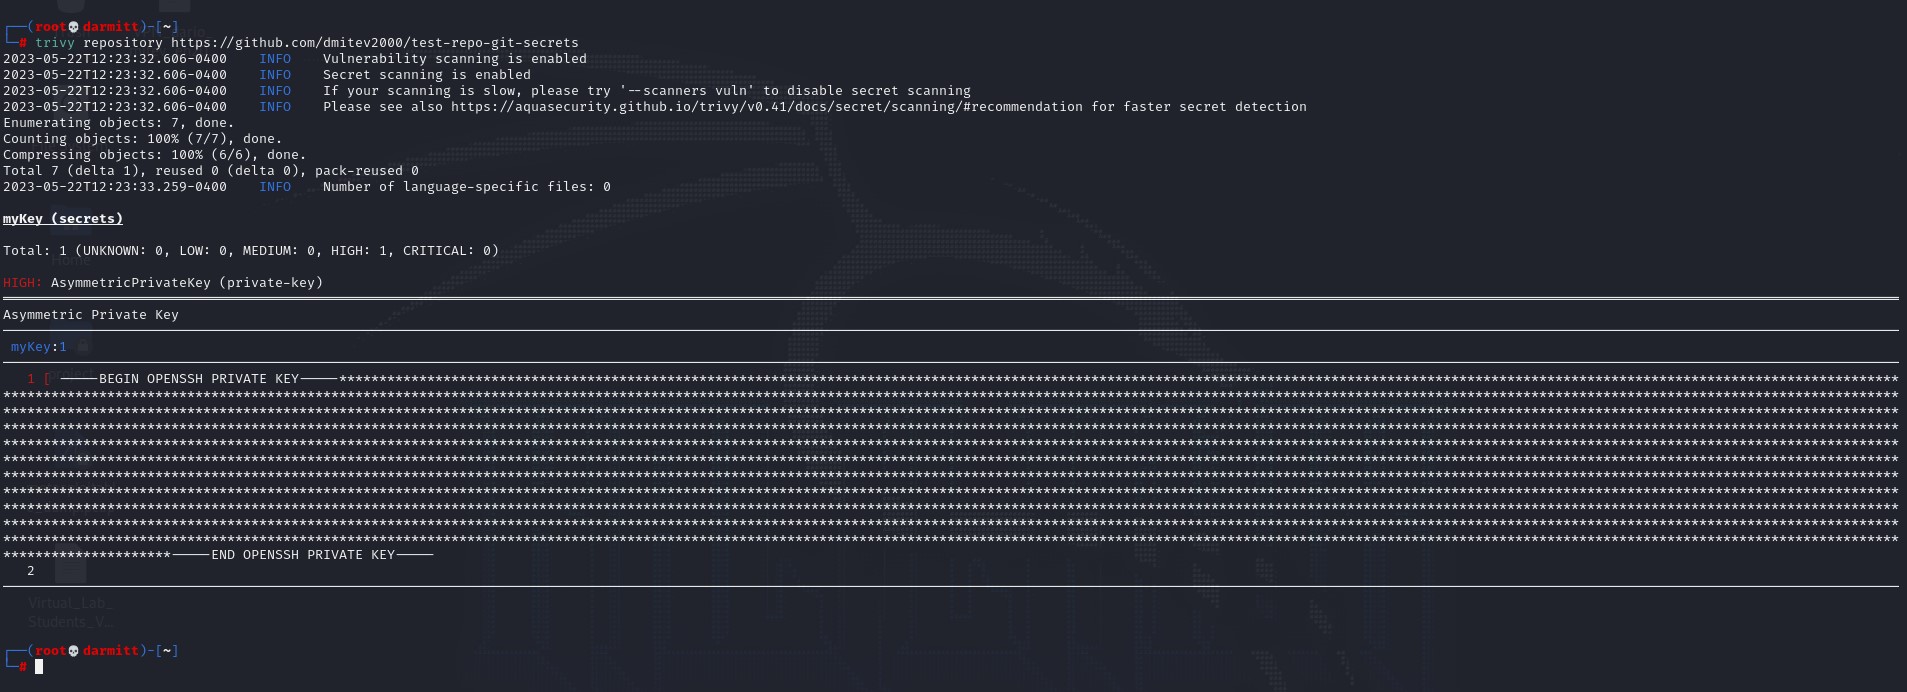 ┌──(root💀darmitt)-[~]
└─# trivy repository https://github.com/dmitev2000/test-repo-git-secrets
2023-05-22T12:23:32.606-0400 INFO Vulnerability scanning is enabled
2023-05-22T12:23:32.606-0400 INFO Secret scanning is enabled
2023-05-22T12:23:32.606-0400 INFO If your scanning is slow, please try '--scanners vuln' to disable secret scanning
2023-05-22T12:23:32.606-0400 INFO Please see also https://aquasecurity.github.io/trivy/v0.41/docs/secret/scanning/#recommendation for faster secret detection
Enumerating objects: 7, done.
Counting objects: 100% (7/7), done.
Compressing objects: 100% (6/6), done.
Total 7 (delta 1), reused 0 (delta 0), pack-reused 0
2023-05-22T12:23:33.259-0400 INFO Number of language-specific files: 0
myKey (secrets)
Total: 1 (UNKNOWN: 0, LOW: 0, MEDIUM: 0, HIGH: 1, CRITICAL: 0)
HIGH: AsymmetricPrivateKey (private-key)
Asymmetric Private Key
myKey:1
1 [ -----BEGIN OPENSSH PRIVATE KEY-----
-----END OPENSSH PRIVATE KEY-----
2
Virtual_Lab_
Students_V...
┌──(root💀darmitt)-[~]
└─#